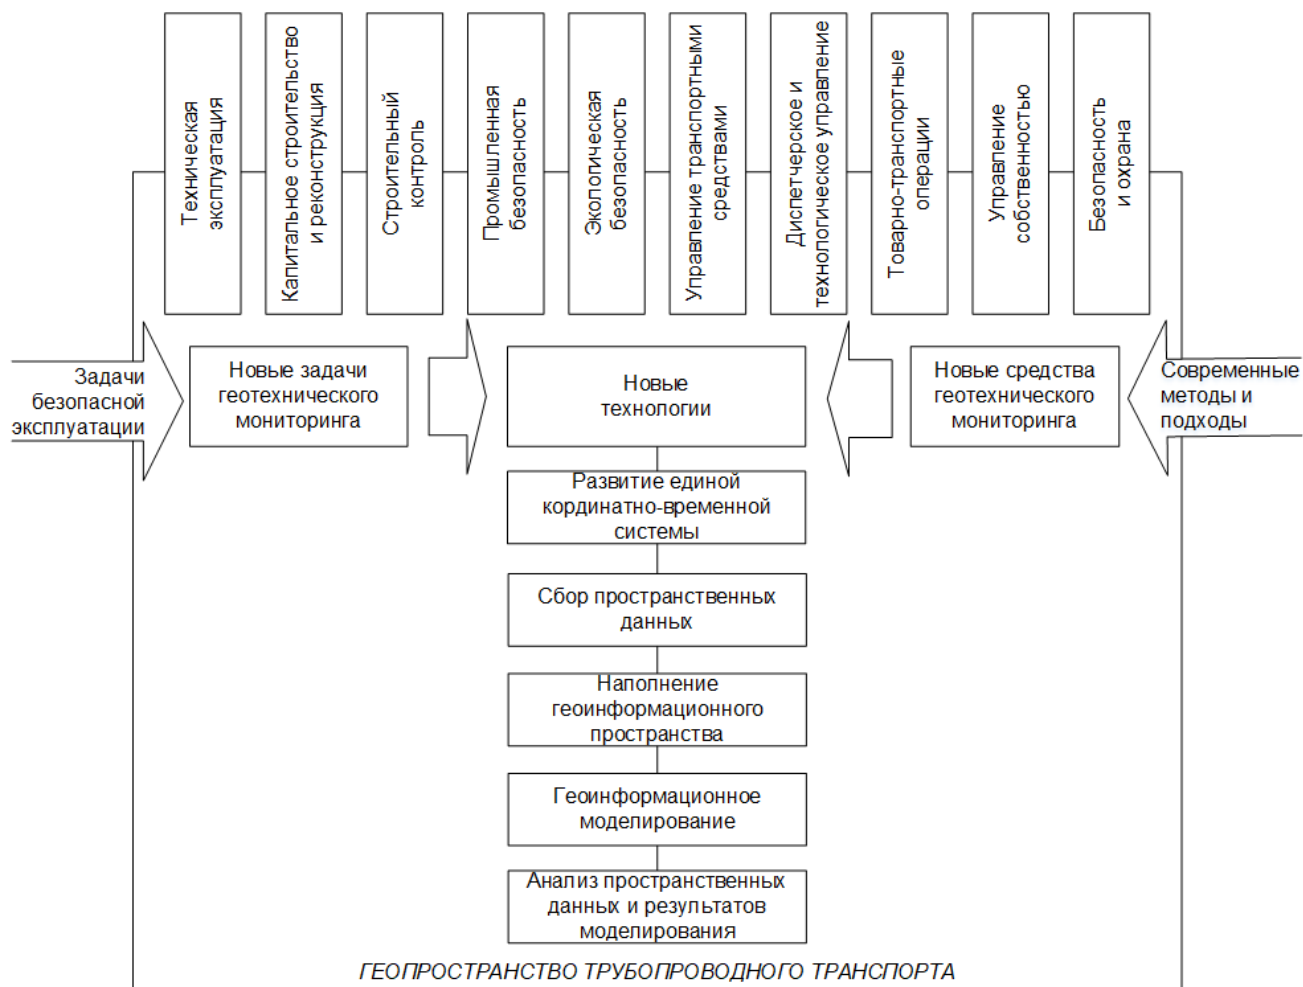 Техническая
эксплуатация
Капитальное строительство
и реконструкция
Строительный
контроль
Промышленная
безопасность
Экологическая
безопасность
Управление транспортными
средствами
Диспетчерское и
технологическое управление
Товарно-транспортные
операции
Управление
собственностью
Безопасность
и охрана
Задачи
безопасной
эксплуатации
Новые задачи
геотехнического
мониторинга
Новые
технологии
Новые средства
геотехнического
мониторинга
Современные
методы и
подходы
Развитие единой
кординатно-временной
системы
Сбор пространственных
данных
Наполнение
геоинформационного
пространства
Геоинформационное
моделирование
Анализ пространственных
данных и результатов
моделирования
ГЕОПРОСТРАНСТВО ТРУБОПРОВОДНОГО ТРАНСПОРТА